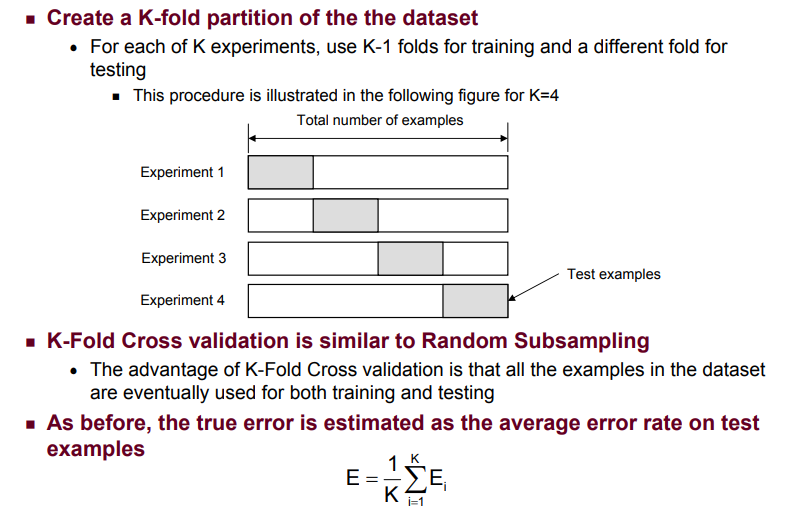 ▪ Create a K-fold partition of the the dataset
• For each of K experiments, use K-1 folds for training and a different fold for
testing
▪ This procedure is illustrated in the following figure for K=4
Total number of examples
Experiment 1
Experiment 2
Experiment 3
Test examples
Experiment 4
▪ K-Fold Cross validation is similar to Random Subsampling
• The advantage of K-Fold Cross validation is that all the examples in the dataset
are eventually used for both training and testing
▪ As before, the true error is estimated as the average error rate on test
examples
E = 1/K ∑_{i=1}^{K} E_i